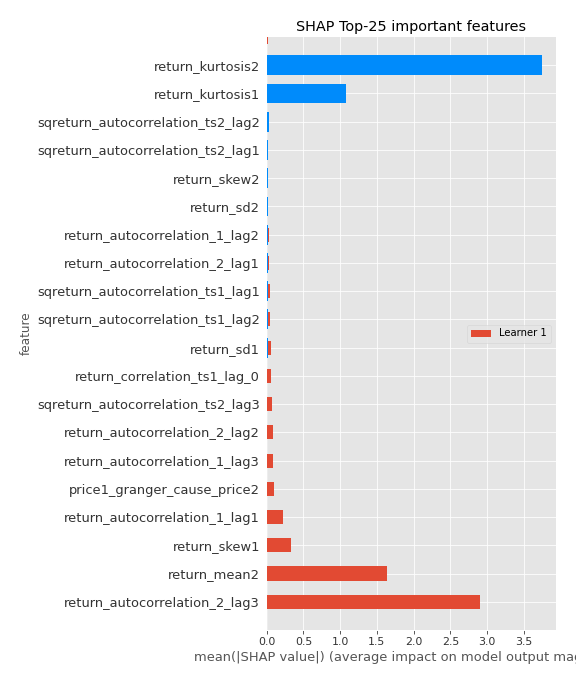 SHAP Top-25 important features
return_kurtosis2
return_kurtosis1
sqreturn_autocorrelation_ts2_lag2
sqreturn_autocorrelation_ts2_lag1
return_skew2
return_sd2
return_autocorrelation_1_lag2
return_autocorrelation_2_lag1
sqreturn_autocorrelation_ts1_lag1
sqreturn_autocorrelation_ts1_lag2
return_sd1
return_correlation_ts1_lag_0
sqreturn_autocorrelation_ts2_lag3
return_autocorrelation_2_lag2
return_autocorrelation_1_lag3
price1_granger_cause_price2
return_autocorrelation_1_lag1
return_skew1
return_mean2
return_autocorrelation_2_lag3
feature
Learner 1
0.0 0.5 1.0 1.5 2.0 2.5 3.0 3.5
mean(|SHAP value|) (average impact on model output mag